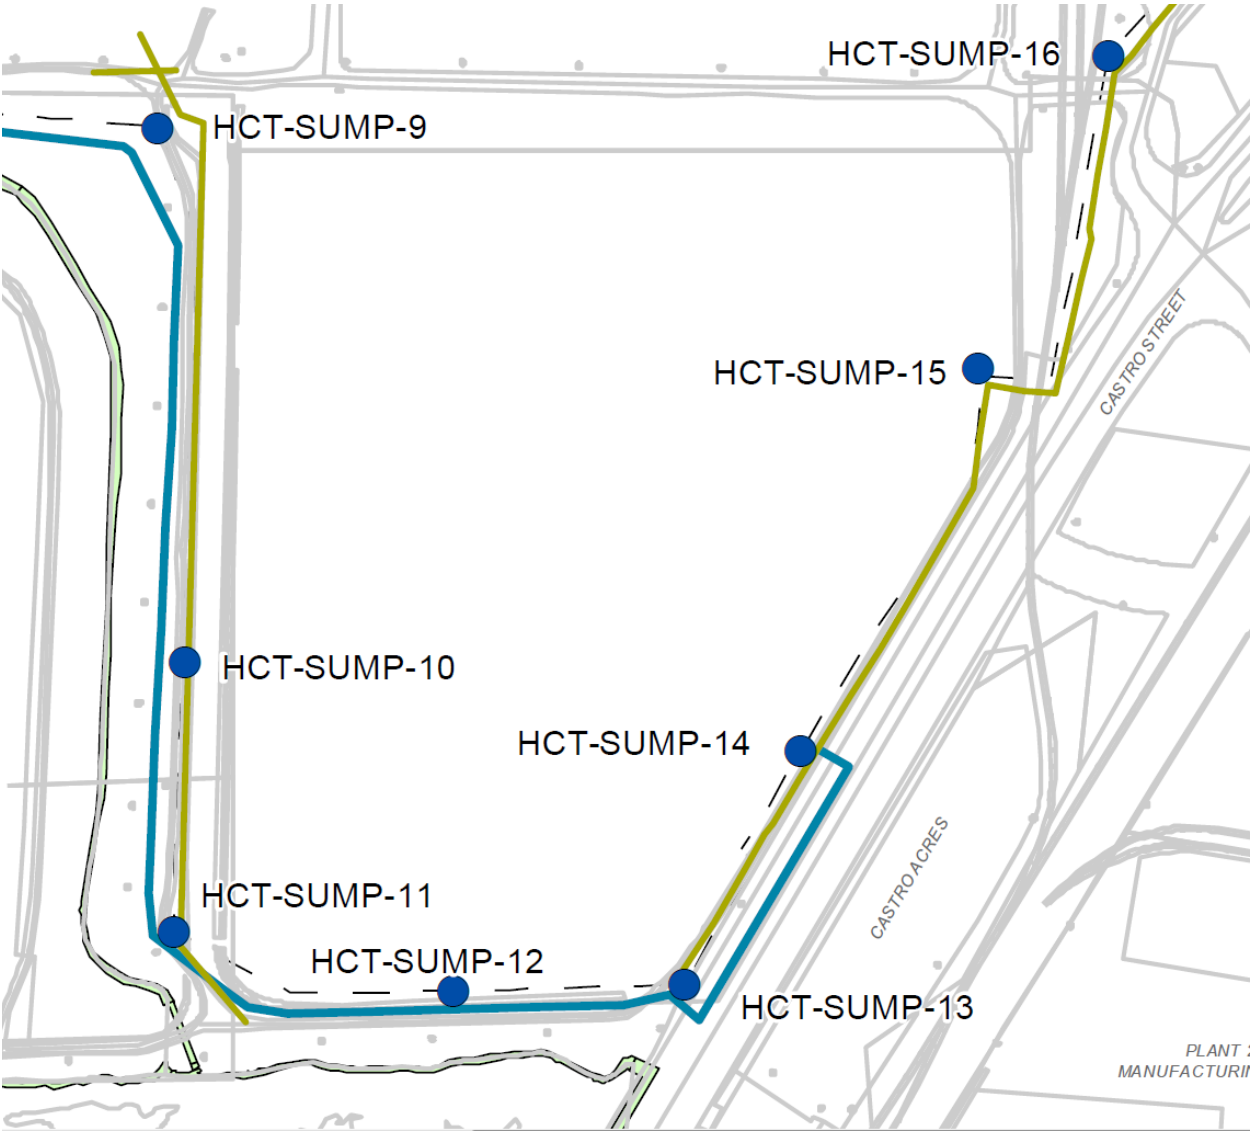 HCT-SUMP-16
HCT-SUMP-9
CASTRO STREET
HCT-SUMP-15
HCT-SUMP-10
HCT-SUMP-14
CASTRO ACRES
HCT-SUMP-11
HCT-SUMP-12
HCT-SUMP-13
PLANT
MANUFACTURIN